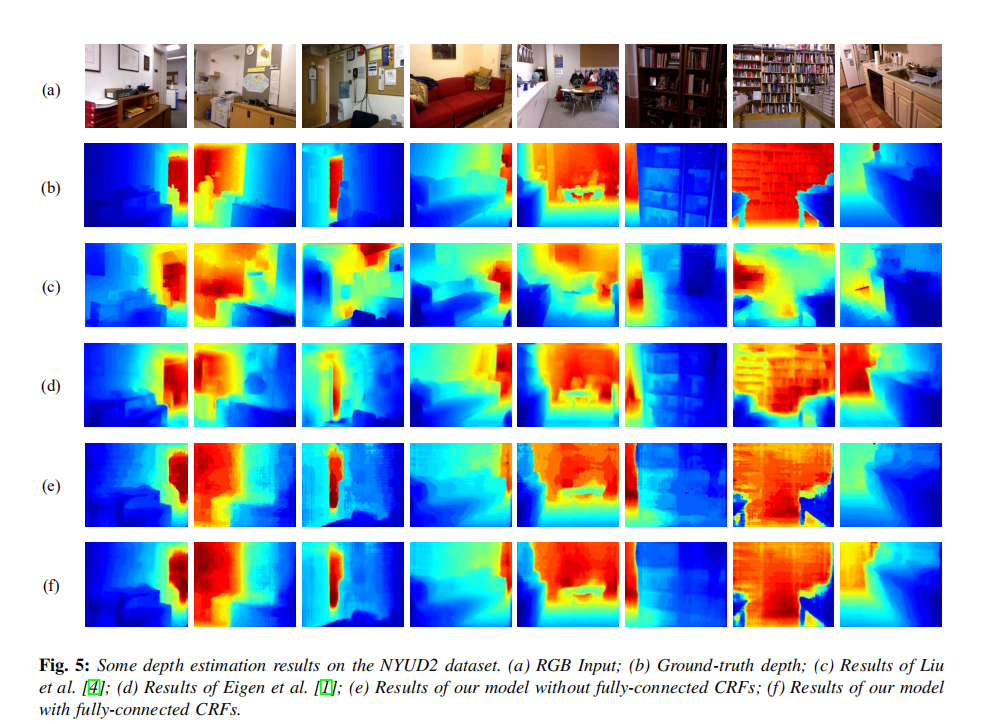 (a)
(b)
(c)
(d)
(e)
(f)
Fig. 5: Some depth estimation results on the NYUD2 dataset. (a) RGB Input; (b) Ground-truth depth; (c) Results of Liu
et al. [4]; (d) Results of Eigen et al. [1]; (e) Results of our model without fully-connected CRFs; (f) Results of our model
with fully-connected CRFs.